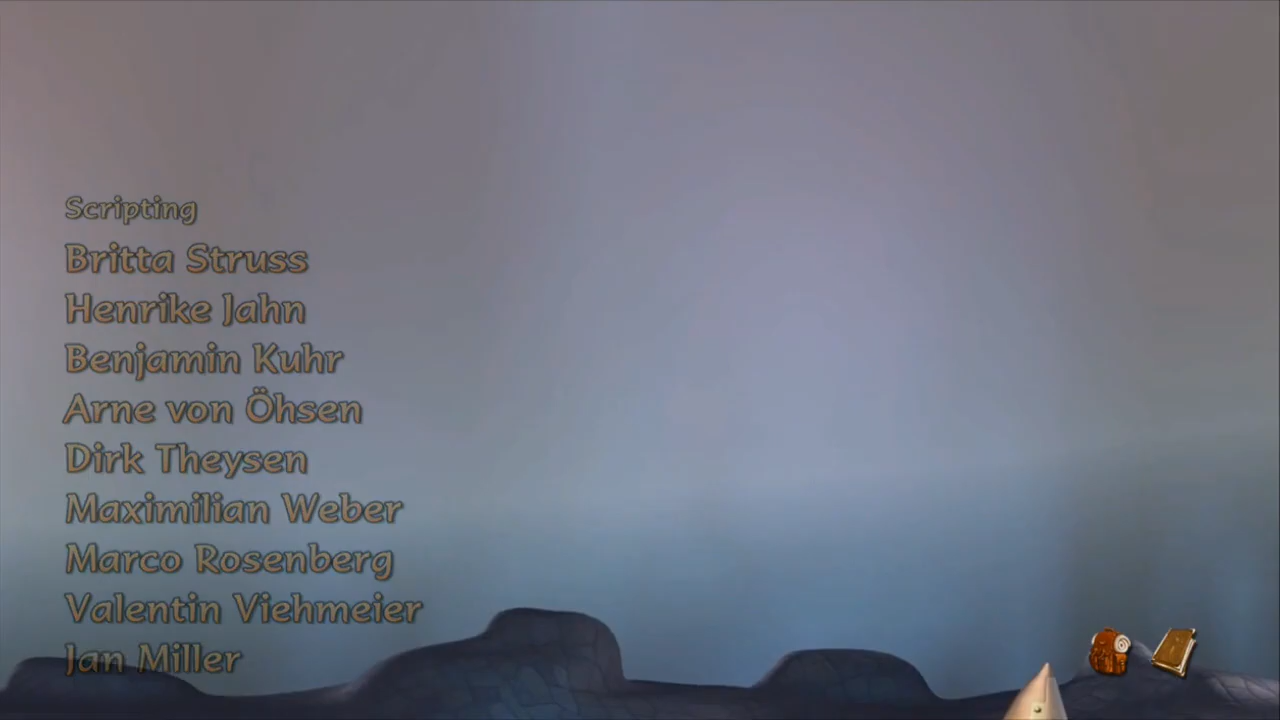 Scripting
Britta Struss
Henrike Jahn
Benjamin Kuhr
Arne von Öhsen
Dirk Theysen
Maximilian Weber
Marco Rosenberg
Valentin Viehmeier
Jan Miller